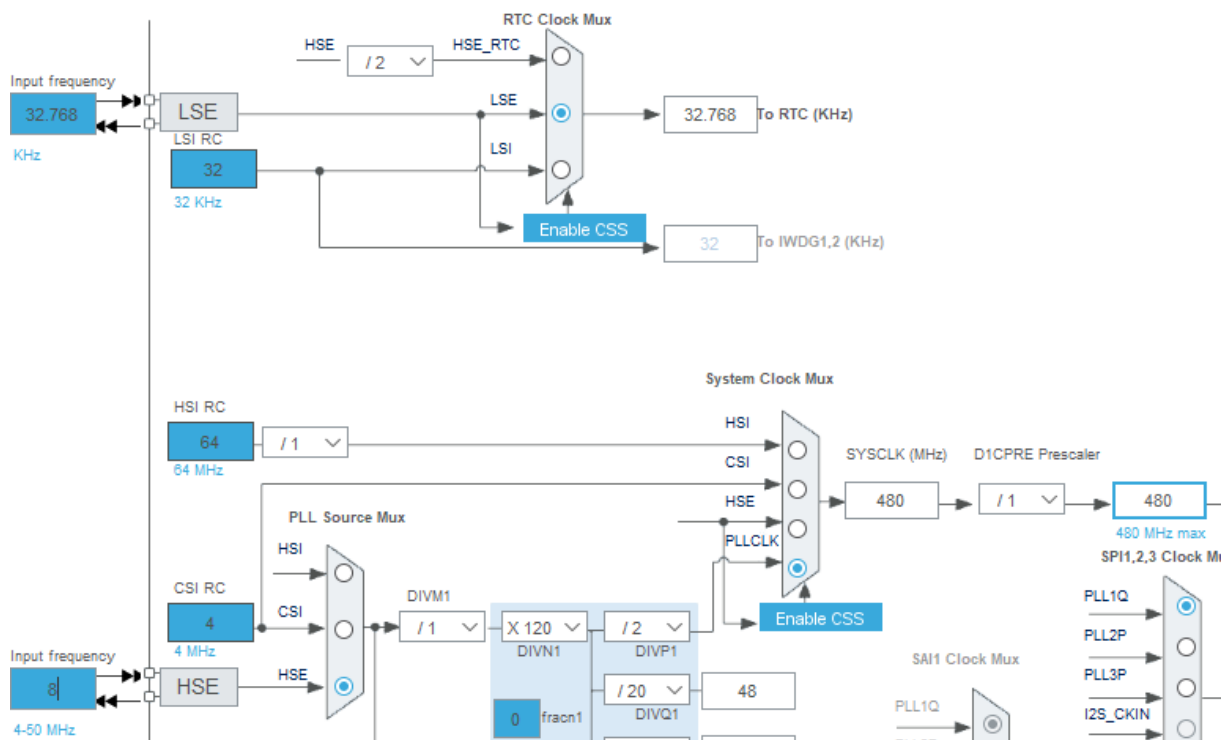 RTC Clock Mux
HSE
/ 2
HSE_RTC
Input frequency
32.768
KHz
LSE
LSE
32.768
To RTC (KHz)
LSI RC
32
32 KHz
LSI
Enable CSS
32
To IWDG1,2 (KHz)
System Clock Mux
HSI RC
64
64 MHz
/ 1
HSI
CSI
HSE
PLLCLK
Enable CSS
SYSCLK (MHz)
480
D1CPRE Prescaler
/ 1
480
480 MHz max
PLL Source Mux
HSI
CSI RC
4
4 MHz
CSI
Input frequency
8
4-50 MHz
HSE
HSE
DIVM1
/ 1
X 120
DIVN1
/ 2
DIVP1
0
fracn1
/ 20
DIVQ1
48
SPI1,2,3 Clock Mu
PLL1Q
PLL2P
PLL3P
I2S_CKIN
SAI1 Clock Mux
PLL1Q